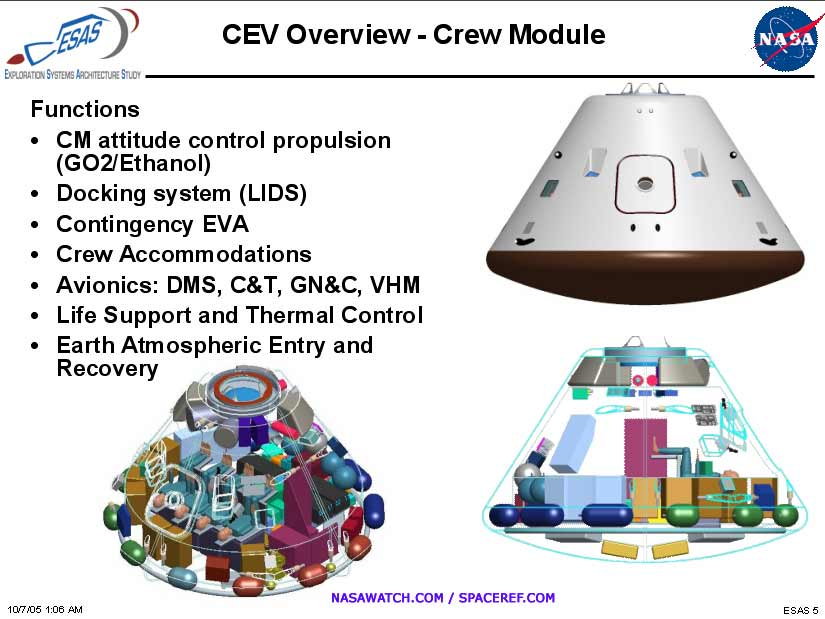 ESAS
EXPLORATION SYSTEMS ARCHITECTURE STUDY
CEV Overview - Crew Module
NASA
Functions
• CM attitude control propulsion
(GO2/Ethanol)
• Docking system (LIDS)
• Contingency EVA
• Crew Accommodations
• Avionics: DMS, C&T, GN&C, VHM
• Life Support and Thermal Control
• Earth Atmospheric Entry and
Recovery
NASAWATCH.COM / SPACEREF.COM
10/7/05 1:06 AM
ESAS 5